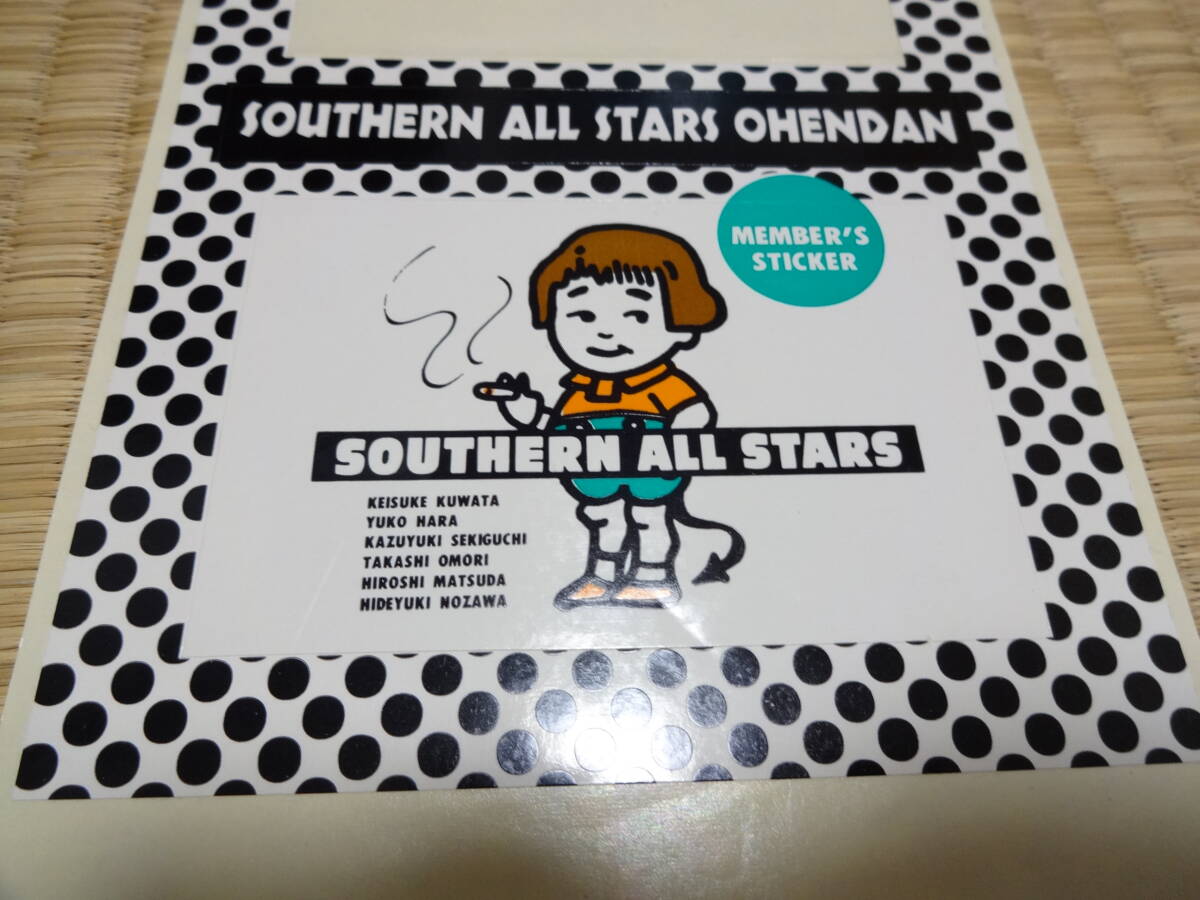 SOUTHERN ALL STARS OHENDAN
MEMBER'S
STICKER
SOUTHERN ALL STARS
KEISUKE KUWATA
YUKO HARA
KAZUYUKI SEKIGUCHI
TAKASHI OMORI
HIROSHI MATSUDA
HIDEYUKI NOZAWA